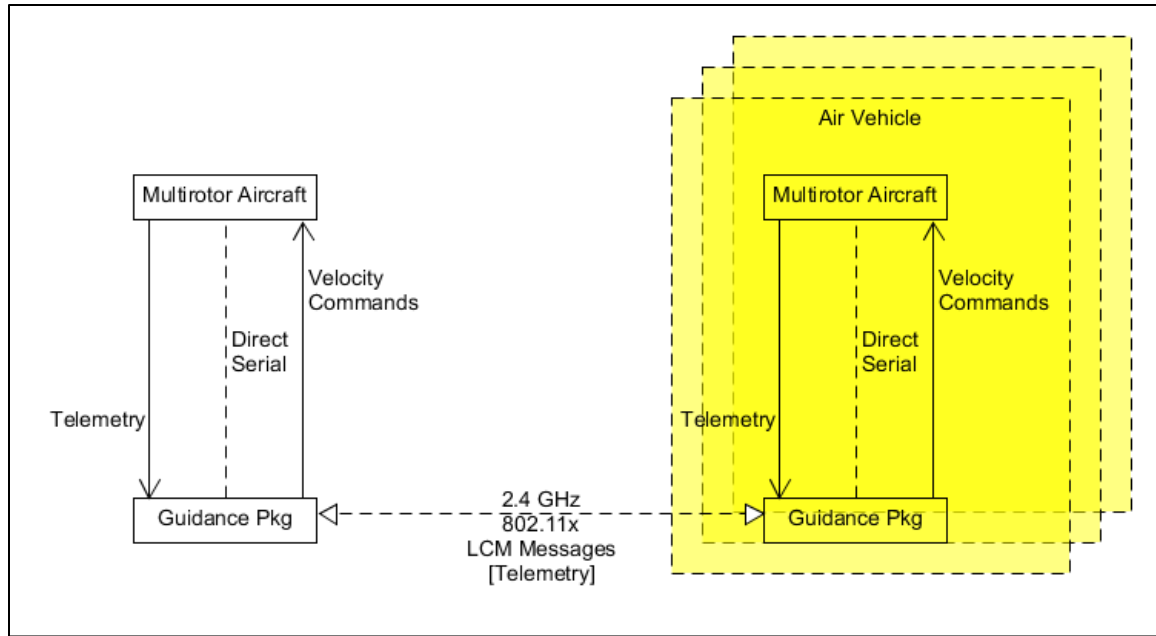 Air Vehicle
Multirotor Aircraft
Multirotor Aircraft
Velocity
Commands
Velocity
Commands
Direct
Serial
Direct
Serial
Telemetry
Telemetry
2.4 GHz
802.11x
LCM Messages
[Telemetry]
Guidance Pkg
Guidance Pkg